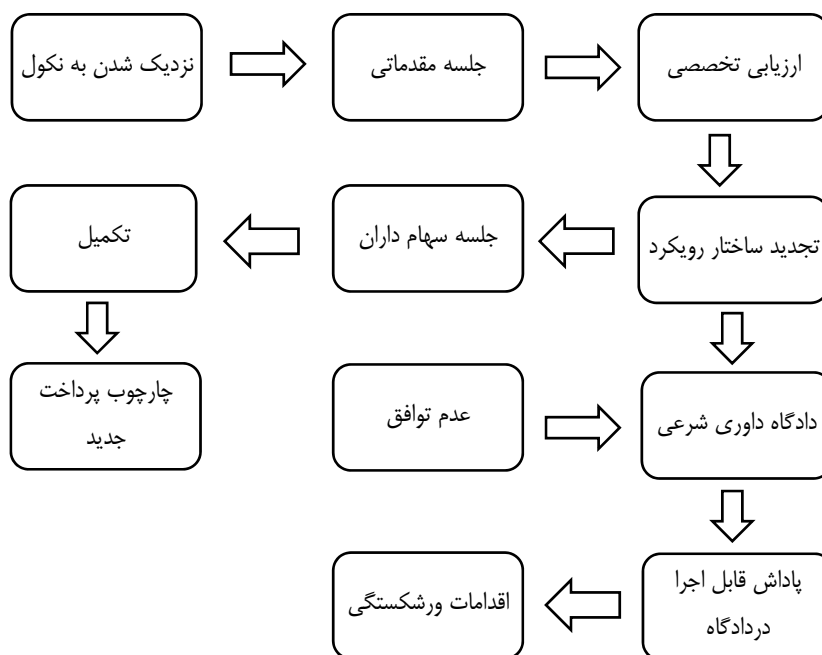 نزدیک شدن به نکول
جلسه مقدماتی
ارزیابی تخصصی
تجدید ساختار رویکرد
جلسه سهام داران
تکمیل
چارچوب پرداخت
جدید
عدم توافق
دادگاه داوری شرعی
پاداش قابل اجرا
دردادگاه
اقدامات ورشکستگی